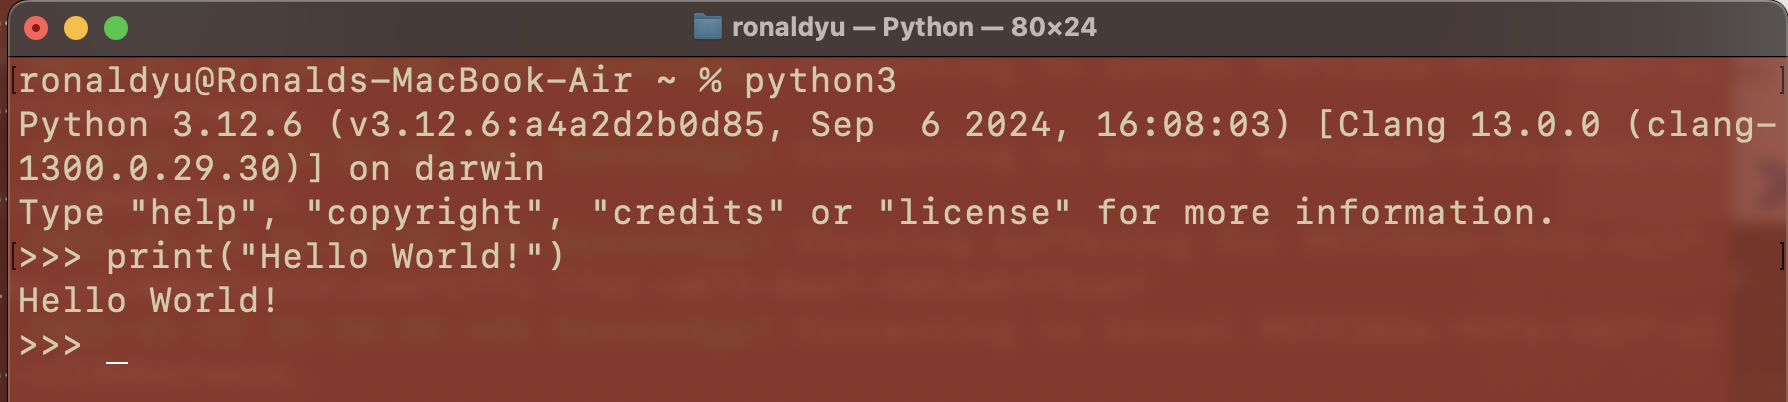 ronaldyu — Python — 80×24
[ronaldyu@Ronalds-MacBook-Air ~ % python3 ]
Python 3.12.6 (v3.12.6:a4a2d2b0d85, Sep  6 2024, 16:08:03) [Clang 13.0.0 (clang-
1300.0.29.30)] on darwin
Type "help", "copyright", "credits" or "license" for more information.
[>>> print("Hello World!") ]
Hello World!
>>> _